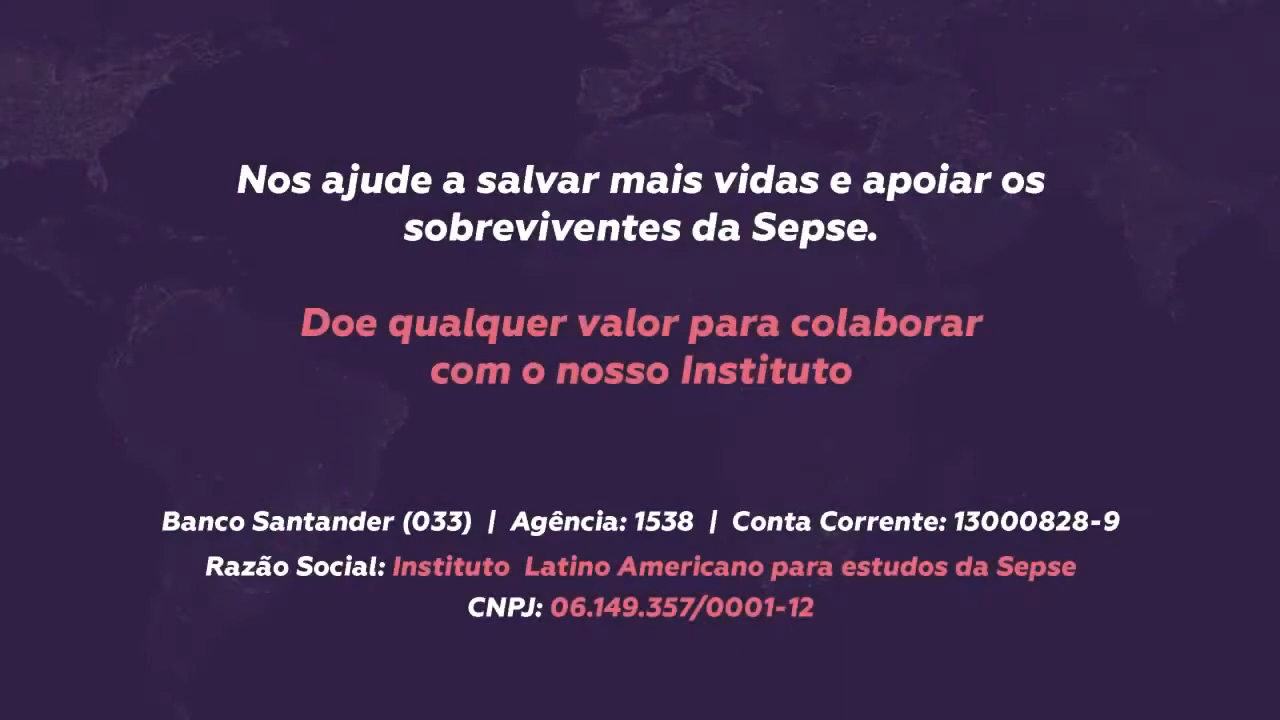 Nos ajude a salvar mais vidas e apoiar os
sobreviventes da Sepse.
Doe qualquer valor para colaborar
com o nosso Instituto
Banco Santander (033) | Agência: 1538 | Conta Corrente: 13000828-9
Razão Social: Instituto Latino Americano para estudos da Sepse
CNPJ: 06.149.357/0001-12